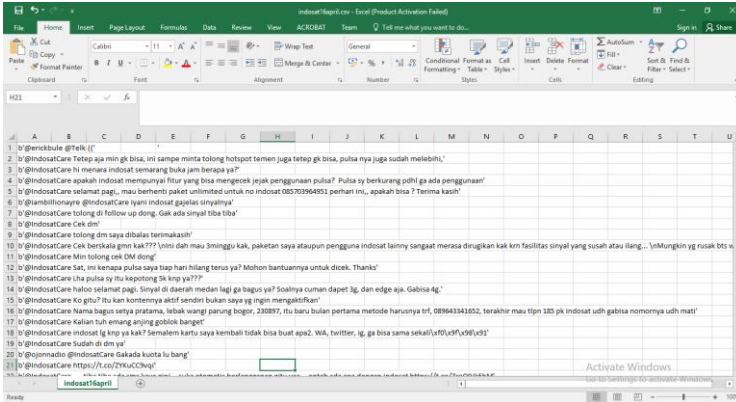 indosat16april.csv - Excel (Product Activation Failed)
File Home Insert Page Layout Formulas Data Review View ACROBAT Team Tell me what you want to do... Sign in Share
Cut
Copy
Format Painter
Paste
Clipboard
Calibri 11
B I U
Font
Wrap Text
Merge & Center
Alignment
General
Number
Conditional Formatting Format as Table Cell Styles
Styles
Insert Delete Format
Cells
AutoSum
Fill
Clear
Sort & Filter Find & Select
Editing
H21
A B C D E F G H I J K L M N O P Q R S T U
1 b'@erickbule @Telk ((' '
2 b'@IndosatCare Tetep aja min gk bisa, ini sampe minta tolong hotspot temen juga tetep gk bisa, pulsa nya juga sudah melebihi,'
3 b'@IndosatCare hi menara indosat semarang buka jam berapa ya?'
4 b'@IndosatCare apakah indosat mempunyai fitur yang bisa mengecek jejak penggunaan pulsa? Pulsa sy berkurang pdhl ga ada penggunaan'
5 b'@IndosatCare selamat pagi,, mau berhenti paket unlimited untuk no indosat 085703964951 perhari ini,, apakah bisa ? Terima kasih'
6 b'@iambillionayre @IndosatCare iyani indosat gajelas sinyalnya'
7 b'@IndosatCare tolong di follow up dong. Gak ada sinyal tiba tiba'
8 b'@IndosatCare Cek dm'
9 b'@IndosatCare tolong dm saya dibalas terimakasih'
10 b'@IndosatCare Cek berskala gmn kak??? \nIni dah mau 3minggu kak, paketan saya ataupun pengguna indosat lainny sangaat merasa dirugikan kak krn fasilitas sinyal yang susah atau ilang... \nMungkin yg rusak bts w
11 b'@IndosatCare Min tolong cek DM dong'
12 b'@IndosatCare Sat, ini kenapa pulsa saya tiap hari hilang terus ya? Mohon bantuannya untuk dicek. Thanks'
13 b'@IndosatCare Lha pulsa sy itu kepotong 5k knp ya???'
14 b'@IndosatCare haloo selamat pagi. Sinyal di daerah medan lagi ga bagus ya? Soalnya cuman dapet 3g, dan edge aja. Gabisa 4g.'
15 b'@IndosatCare Ko gitu? Itu kan kontennya aktif sendiri bukan saya yg ingin mengaktifkan'
16 b'@IndosatCare Nama bagus setya pratama, lebak wangi parung bogor, 230897, itu baru bulan pertama metode harusnya trf, 089643341652, terakhir mau tlpn 185 pk indosat udh gabisa nomornya udh mati'
17 b'@IndosatCare Kalian tuh emang anjing goblok banget'
18 b'@IndosatCare indosat lg knp ya kak? Semalem kartu saya kembali tidak bisa buat apa2. WA, twitter, ig, ga bisa sama sekali\xf0\x9f\x98\x91'
19 b'@IndosatCare Sudah di dm ya'
20 b'@ojonnadio @IndosatCare Gakada kuota lu bang'
21 b'@IndosatCare https://t.co/ZYKuCC9vqi'
Activate Windows
Go to Settings to activate Windows.
indosat16april
Ready